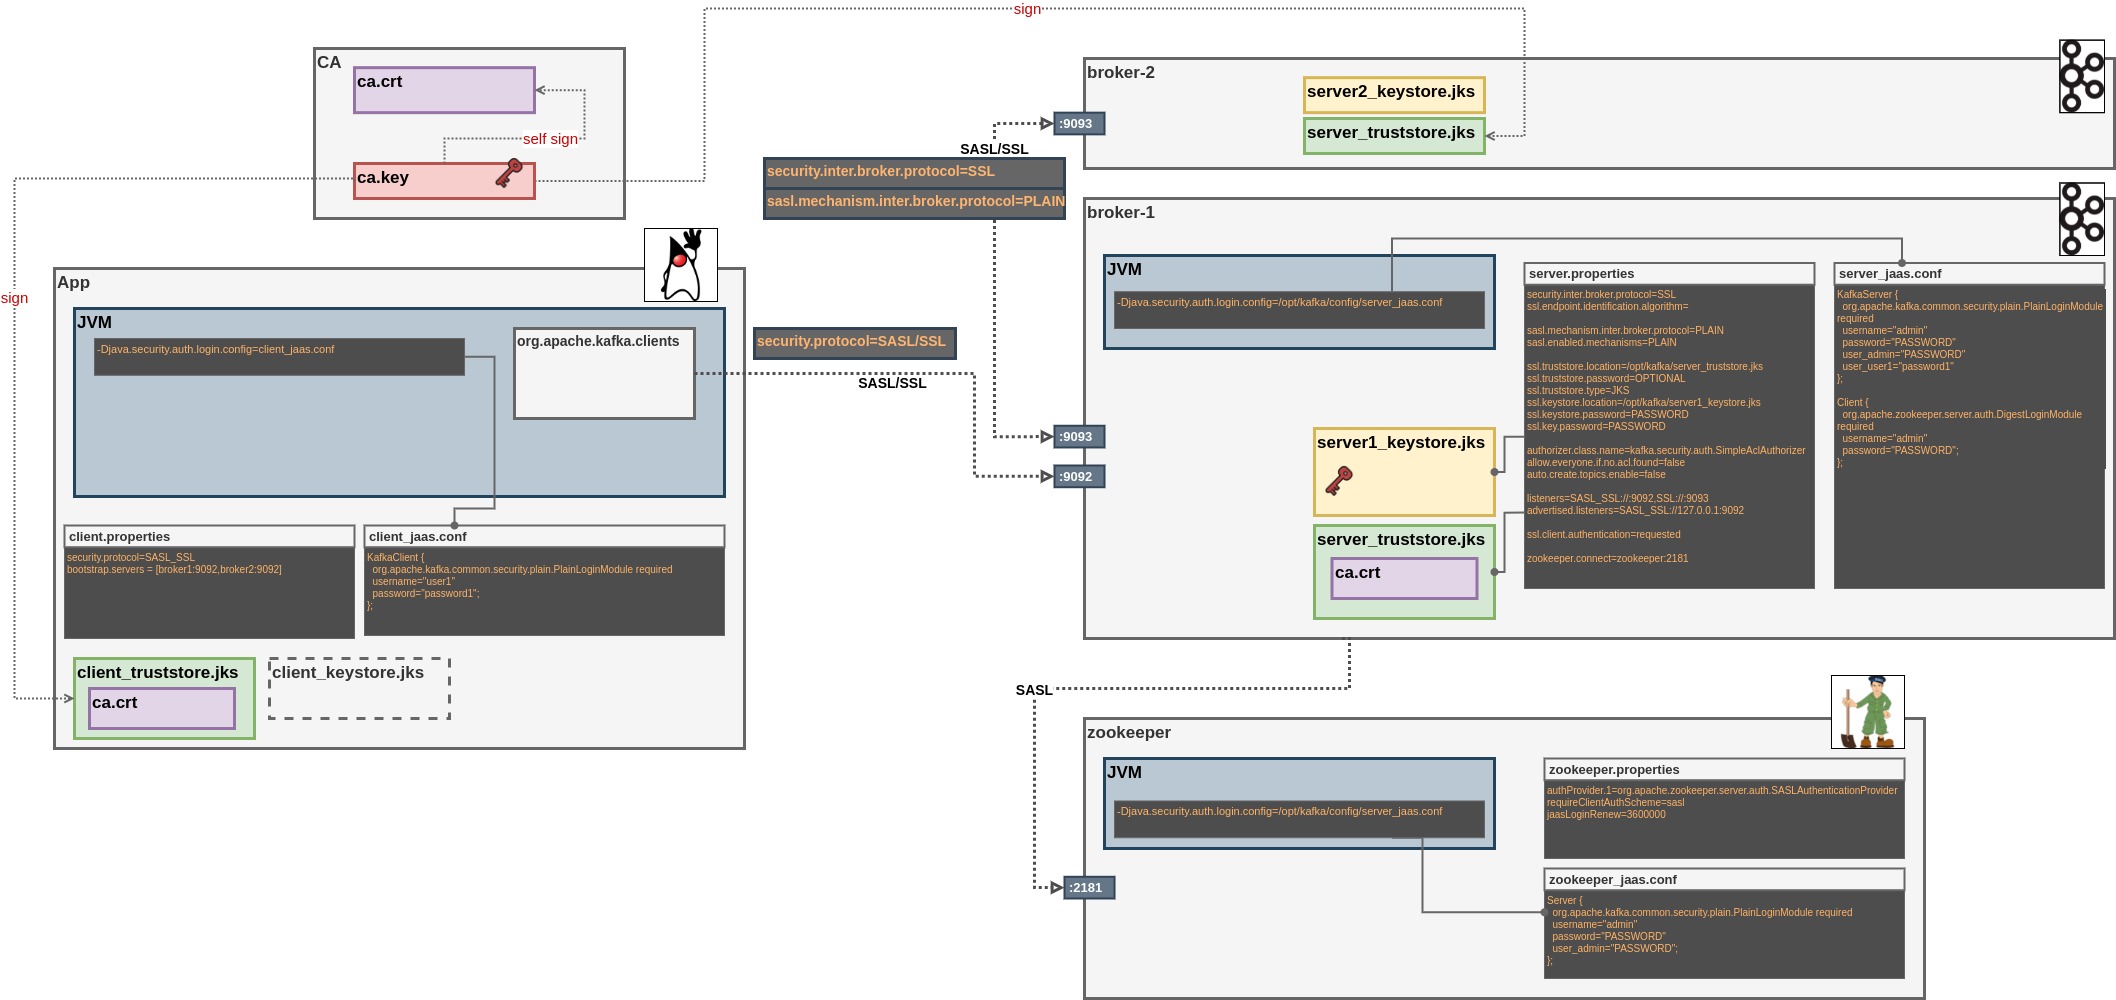 sign
CA
ca.crt
self sign
ca.key
sign
broker-2
server2_keystore.jks
server_truststore.jks
:9093
SASL/SSL
security.inter.broker.protocol=SSL
sasl.mechanism.inter.broker.protocol=PLAIN
App
JVM
-Djava.security.auth.login.config=client_jaas.conf
org.apache.kafka.clients
security.protocol=SASL/SSL
SASL/SSL
client.properties
security.protocol=SASL_SSL
bootstrap.servers = [broker1:9092,broker2:9092]
client_jaas.conf
KafkaClient {
org.apache.kafka.common.security.plain.PlainLoginModule required
username="user1"
password="password1";
};
client_truststore.jks
ca.crt
client_keystore.jks
broker-1
JVM
-Djava.security.auth.login.config=/opt/kafka/config/server_jaas.conf
:9093
:9092
server1_keystore.jks
server_truststore.jks
ca.crt
server.properties
security.inter.broker.protocol=SSL
ssl.endpoint.identification.algorithm=
sasl.mechanism.inter.broker.protocol=PLAIN
sasl.enabled.mechanisms=PLAIN
ssl.truststore.location=/opt/kafka/server_truststore.jks
ssl.truststore.password=OPTIONAL
ssl.truststore.type=JKS
ssl.keystore.location=/opt/kafka/server1_keystore.jks
ssl.keystore.password=PASSWORD
ssl.key.password=PASSWORD
authorizer.class.name=kafka.security.auth.SimpleAclAuthorizer
allow.everyone.if.no.acl.found=false
auto.create.topics.enable=false
listeners=SASL_SSL://:9092,SSL://:9093
advertised.listeners=SASL_SSL://127.0.0.1:9092
ssl.client.authentication=requested
zookeeper.connect=zookeeper:2181
server_jaas.conf
KafkaServer {
org.apache.kafka.common.security.plain.PlainLoginModule
required
username="admin"
password="PASSWORD"
user_admin="PASSWORD"
user_user1="password1"
};
Client {
org.apache.zookeeper.server.auth.DigestLoginModule
required
username="admin"
password="PASSWORD";
};
SASL
zookeeper
JVM
-Djava.security.auth.login.config=/opt/kafka/config/server_jaas.conf
:2181
zookeeper.properties
authProvider.1=org.apache.zookeeper.server.auth.SASLAuthenticationProvider
requireClientAuthScheme=sasl
jaasLoginRenew=3600000
zookeeper_jaas.conf
Server {
org.apache.kafka.common.security.plain.PlainLoginModule required
username="admin"
password="PASSWORD"
user_admin="PASSWORD";
};